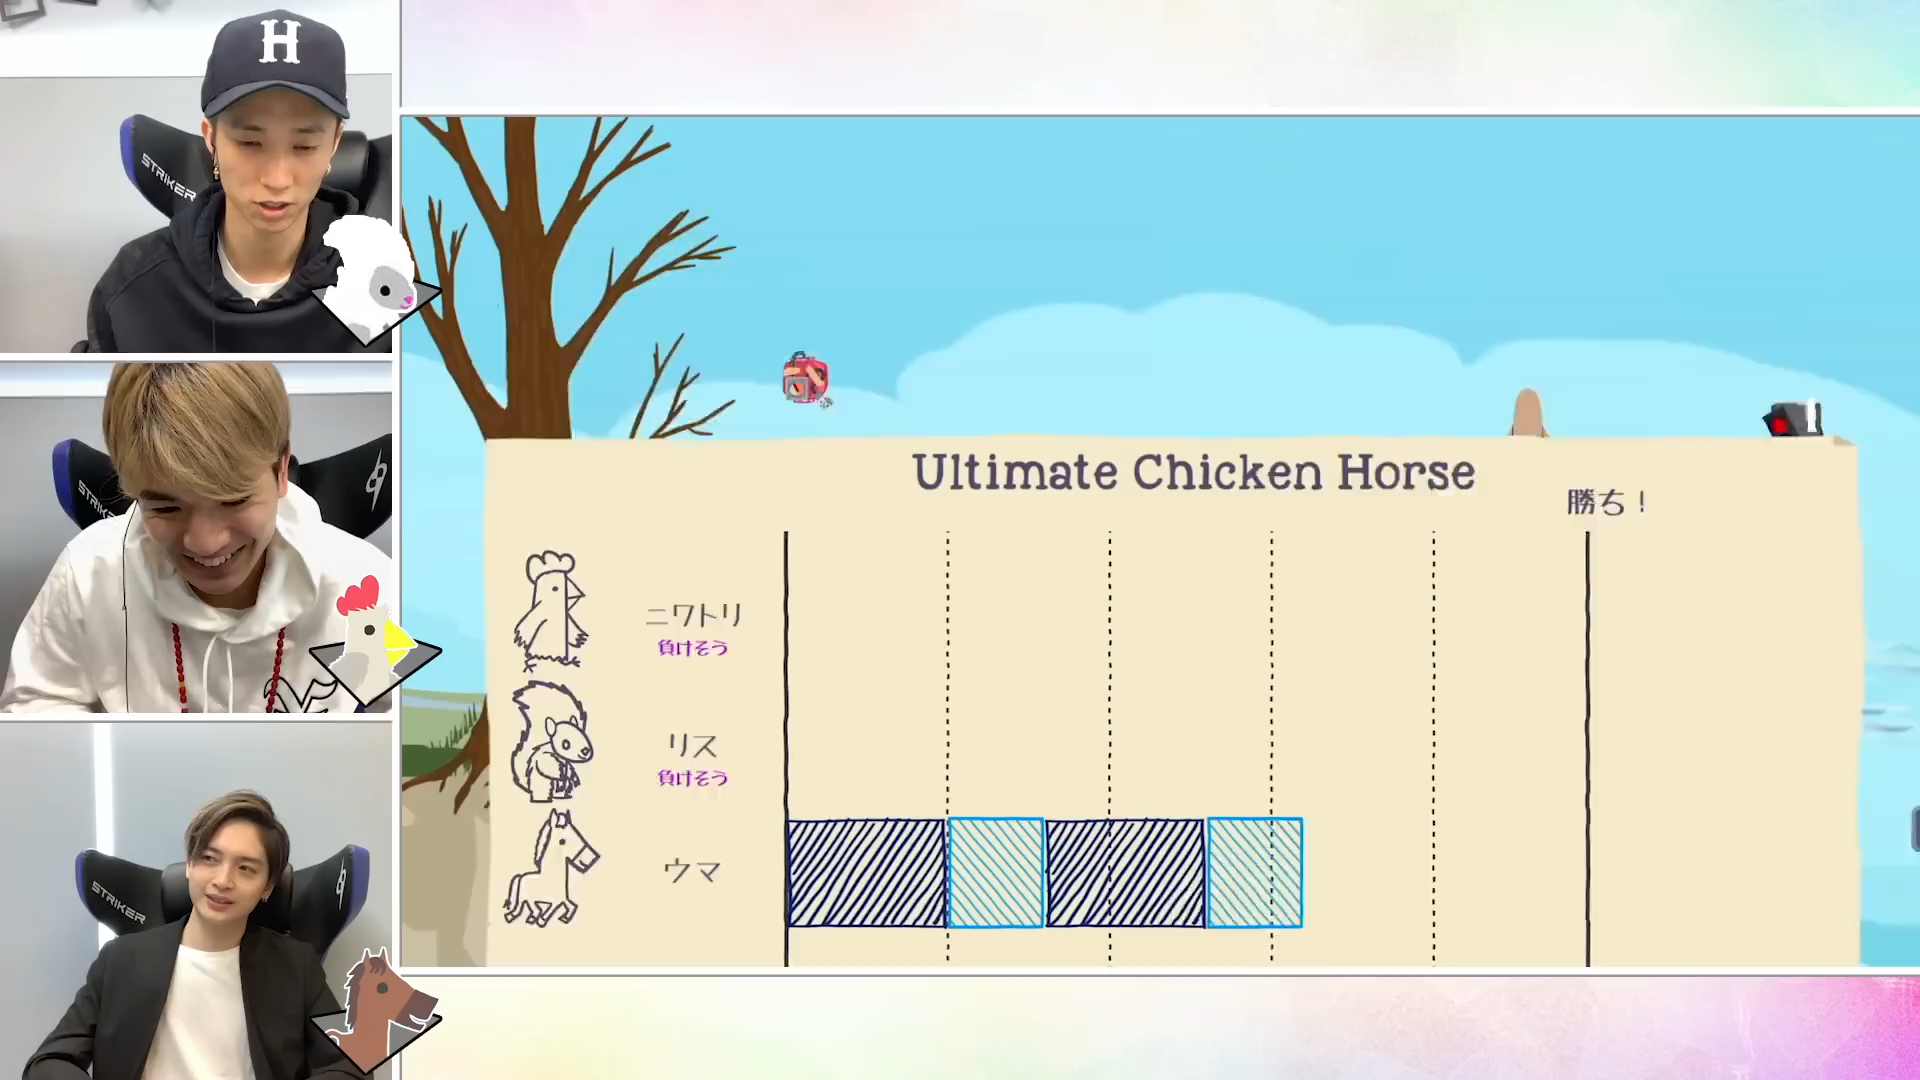 H
STRIKER
STRIKER
STRIKER
Ultimate Chicken Horse
勝ち！
ニワトリ
負けそう
リス
負けそう
ウマ